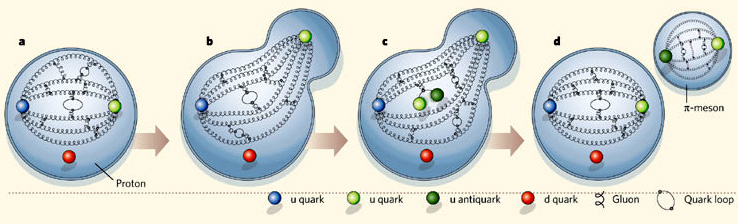 a
b
c
d
π-meson
Proton
u quark
u quark
u antiquark
d quark
Gluon
Quark loop